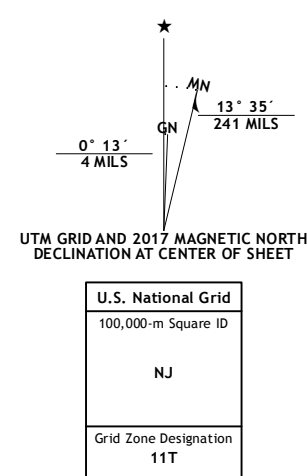 ★
MN
GN
13° 35´
241 MILS
0° 13´
4 MILS
UTM GRID AND 2017 MAGNETIC NORTH
DECLINATION AT CENTER OF SHEET
U.S. National Grid
100,000-m Square ID
NJ
Grid Zone Designation
11T